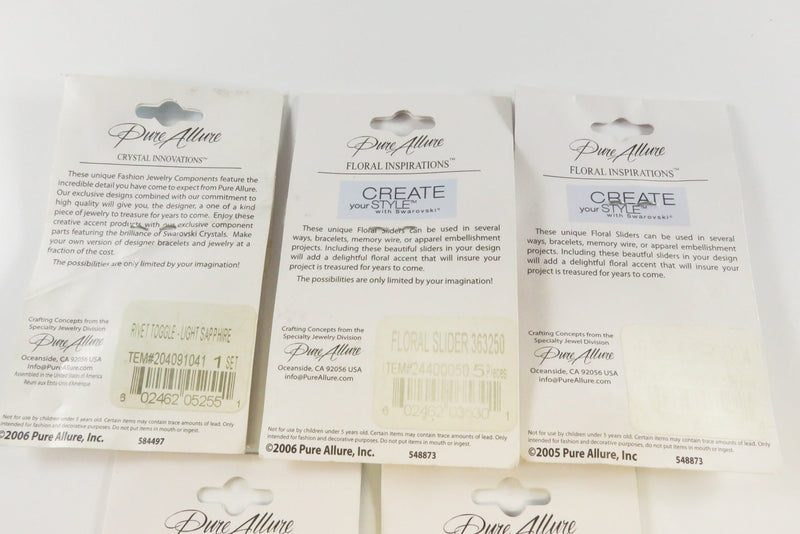 Pure Allure
CRYSTAL INNOVATIONS™
These unique Fashion Jewelry Components feature the
incredible detail you have come to expect from Pure Allure.
Our exclusive designs combined with our commitment to
high quality will give you, the designer, a one of a kind
piece of jewelry to treasure for years to come. Enjoy these
creative accent products with our exclusive component
parts featuring the brilliance of Swarovski Crystals. Make
your own version of designer bracelets and jewelry at a
fraction of the cost.
The possibilities are only limited by your imagination!
Crafting Concepts from the
Specialty Jewelry Division
Pure Allure
Oceanside, CA 92056 USA
info@PureAllure.com
Assembled in the United States of America
Reuni aux États Unis d'Amérique
RIVET TOGGLE - LIGHT SAPPHIRE
ITEM#204091041 1 SET
6 02462 05255 1
Not for use by children under 5 years old. Certain items may contain trace amounts of lead. Only
intended for fashion and decorative purposes. Do not put items in mouth or ingest.
©2006 Pure Allure, Inc. 584497
Pure Allure
FLORAL INSPIRATIONS™
CREATE
your STYLE™
with Swarovski®
These unique Floral Sliders can be used in several
ways, bracelets, memory wire, or apparel embellishment
projects. Including these beautiful sliders in your design
will add a delightful floral accent that will insure your
project is treasured for years to come.
The possibilities are only limited by your imagination!
Crafting Concepts from the
Specialty Jewel Division
Pure Allure
Oceanside, CA 92056 USA
info@PureAllure.com
FLORAL SLIDER 363250
ITEM#24400050 5 Pieces
6 02462 03530 1
Not for use by children under 5 years old. Certain items may contain trace amounts of lead. Only
intended for fashion and decorative purposes. Do not put items in mouth or ingest.
©2006 Pure Allure, Inc. 548873
Pure Allure
FLORAL INSPIRATIONS™
CREATE
your STYLE™
with Swarovski®
These unique Floral Sliders can be used in several
ways, bracelets, memory wire, or apparel embellishment
projects. Including these beautiful sliders in your design
will add a delightful floral accent that will insure your
project is treasured for years to come.
Crafting Concepts from the
Specialty Jewel Division
Pure Allure
Oceanside, CA 92056 USA
info@PureAllure.com
Not for use by children under 5 years old. Certain items may contain trace amounts of lead. Only
intended for fashion and decorative purposes. Do not put items in mouth or ingest.
©2005 Pure Allure, Inc 548873
Pure Allure
Pure Allure